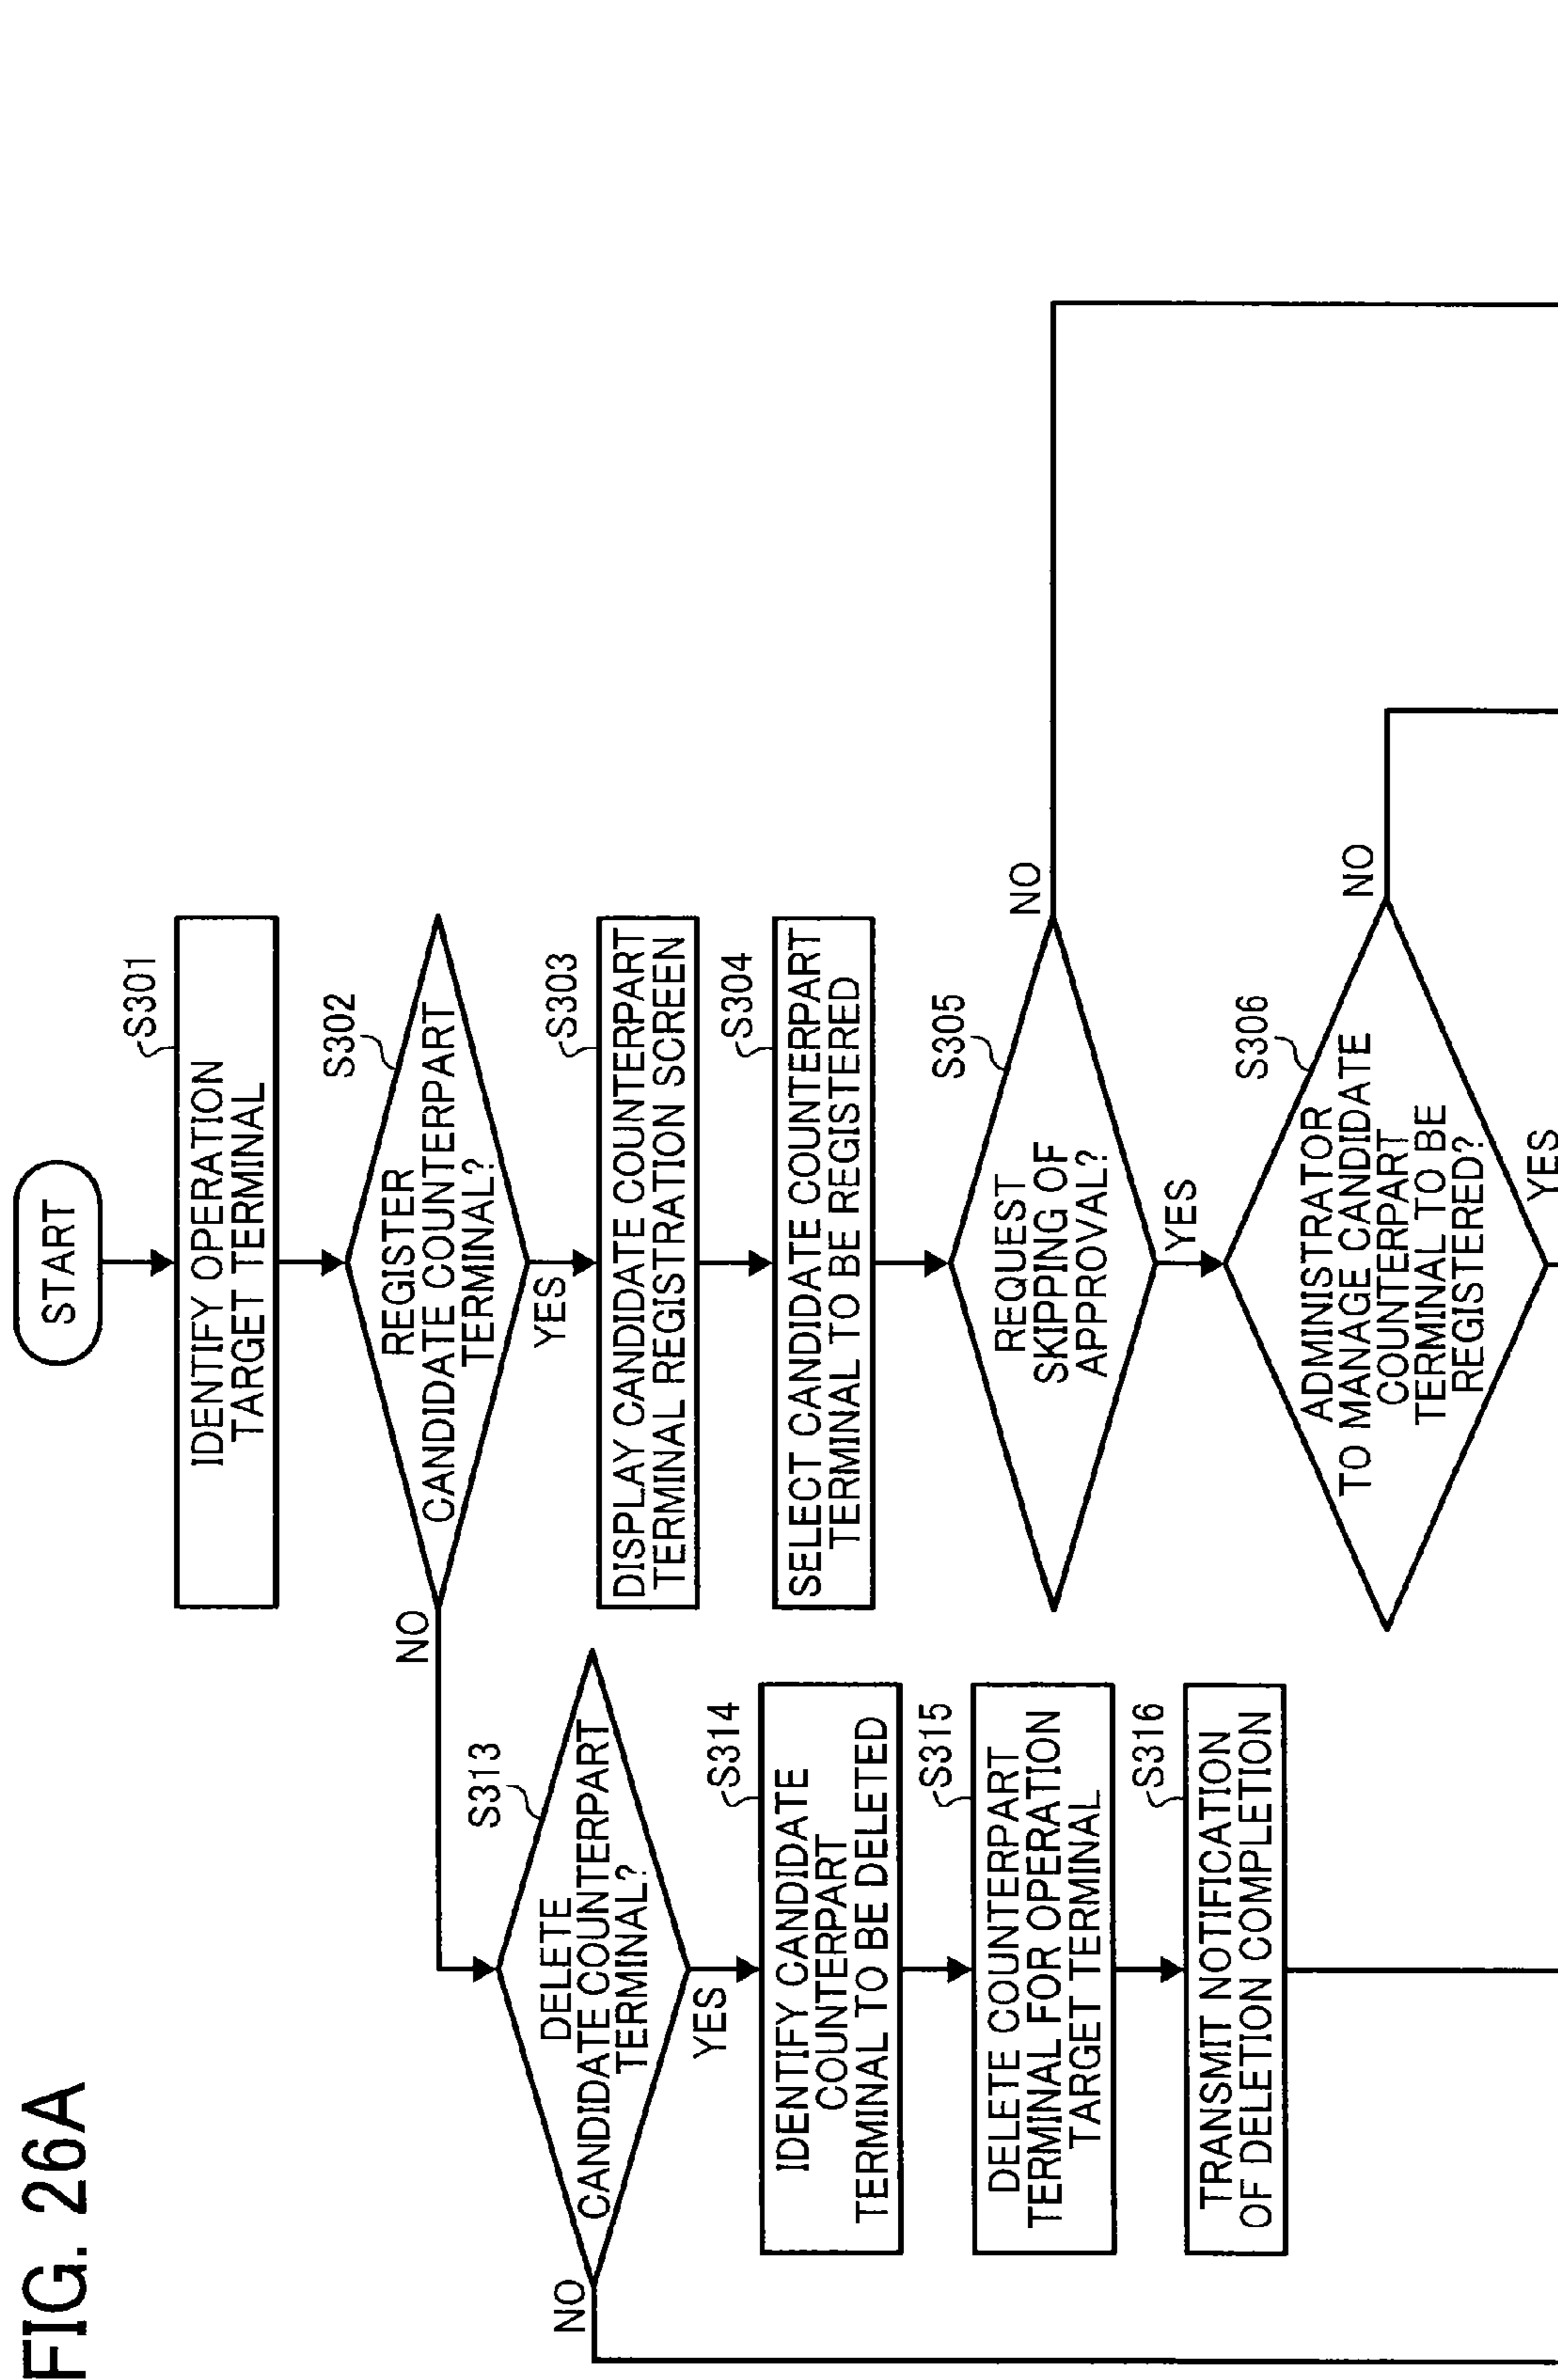 FIG. 26A
START
S301
IDENTIFY OPERATION
TARGET TERMINAL
S302
REGISTER
CANDIDATE COUNTERPART
TERMINAL?
NO
YES
S303
DISPLAY CANDIDATE COUNTERPART
TERMINAL REGISTRATION SCREEN
S304
SELECT CANDIDATE COUNTERPART
TERMINAL TO BE REGISTERED
S305
REQUEST
SKIPPING OF
APPROVAL?
NO
YES
S306
ADMINISTRATOR
TO MANAGE CANDIDATE
COUNTERPART
TERMINAL TO BE
REGISTERED?
NO
YES
S313
DELETE
CANDIDATE COUNTERPART
TERMINAL?
NO
YES
S314
IDENTIFY CANDIDATE
COUNTERPART
TERMINAL TO BE DELETED
S315
DELETE COUNTERPART
TERMINAL FOR OPERATION
TARGET TERMINAL
S316
TRANSMIT NOTIFICATION
OF DELETION COMPLETION